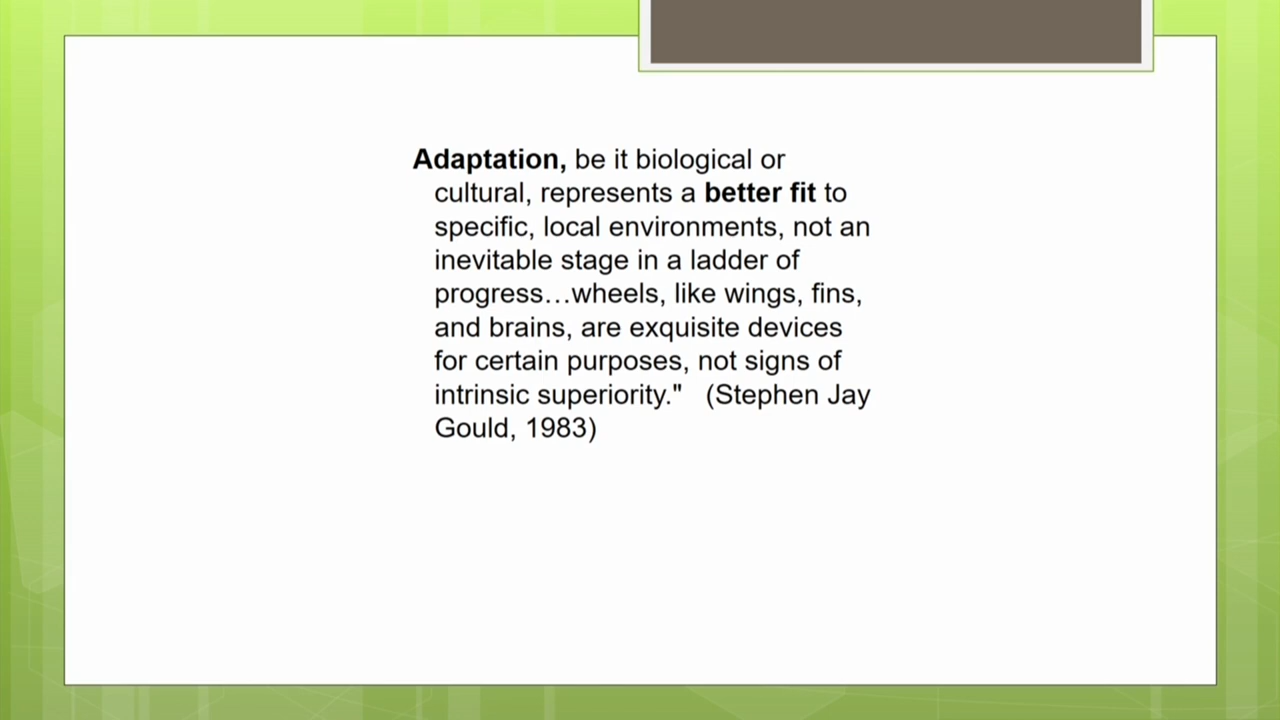 Adaptation, be it biological or
cultural, represents a better fit to
specific, local environments, not an
inevitable stage in a ladder of
progress…wheels, like wings, fins,
and brains, are exquisite devices
for certain purposes, not signs of
intrinsic superiority." (Stephen Jay
Gould, 1983)